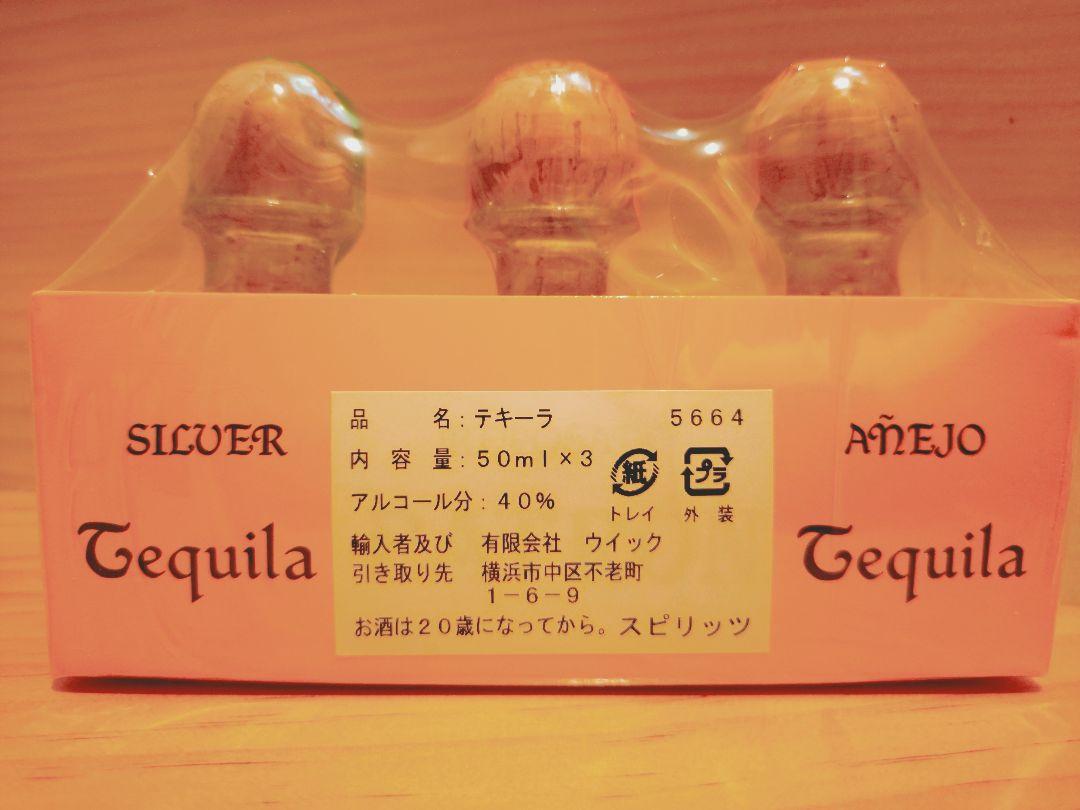 SILVER
Tequila
品名：テキーラ 5664
内容量：50ml×3
紙 プラ
アルコール分：40%
トレイ 外装
輸入者及び 有限会社 ウイック
引き取り先 横浜市中区不老町
1－6－9
お酒は20歳になってから。スピリッツ
AÑEJO
Tequila